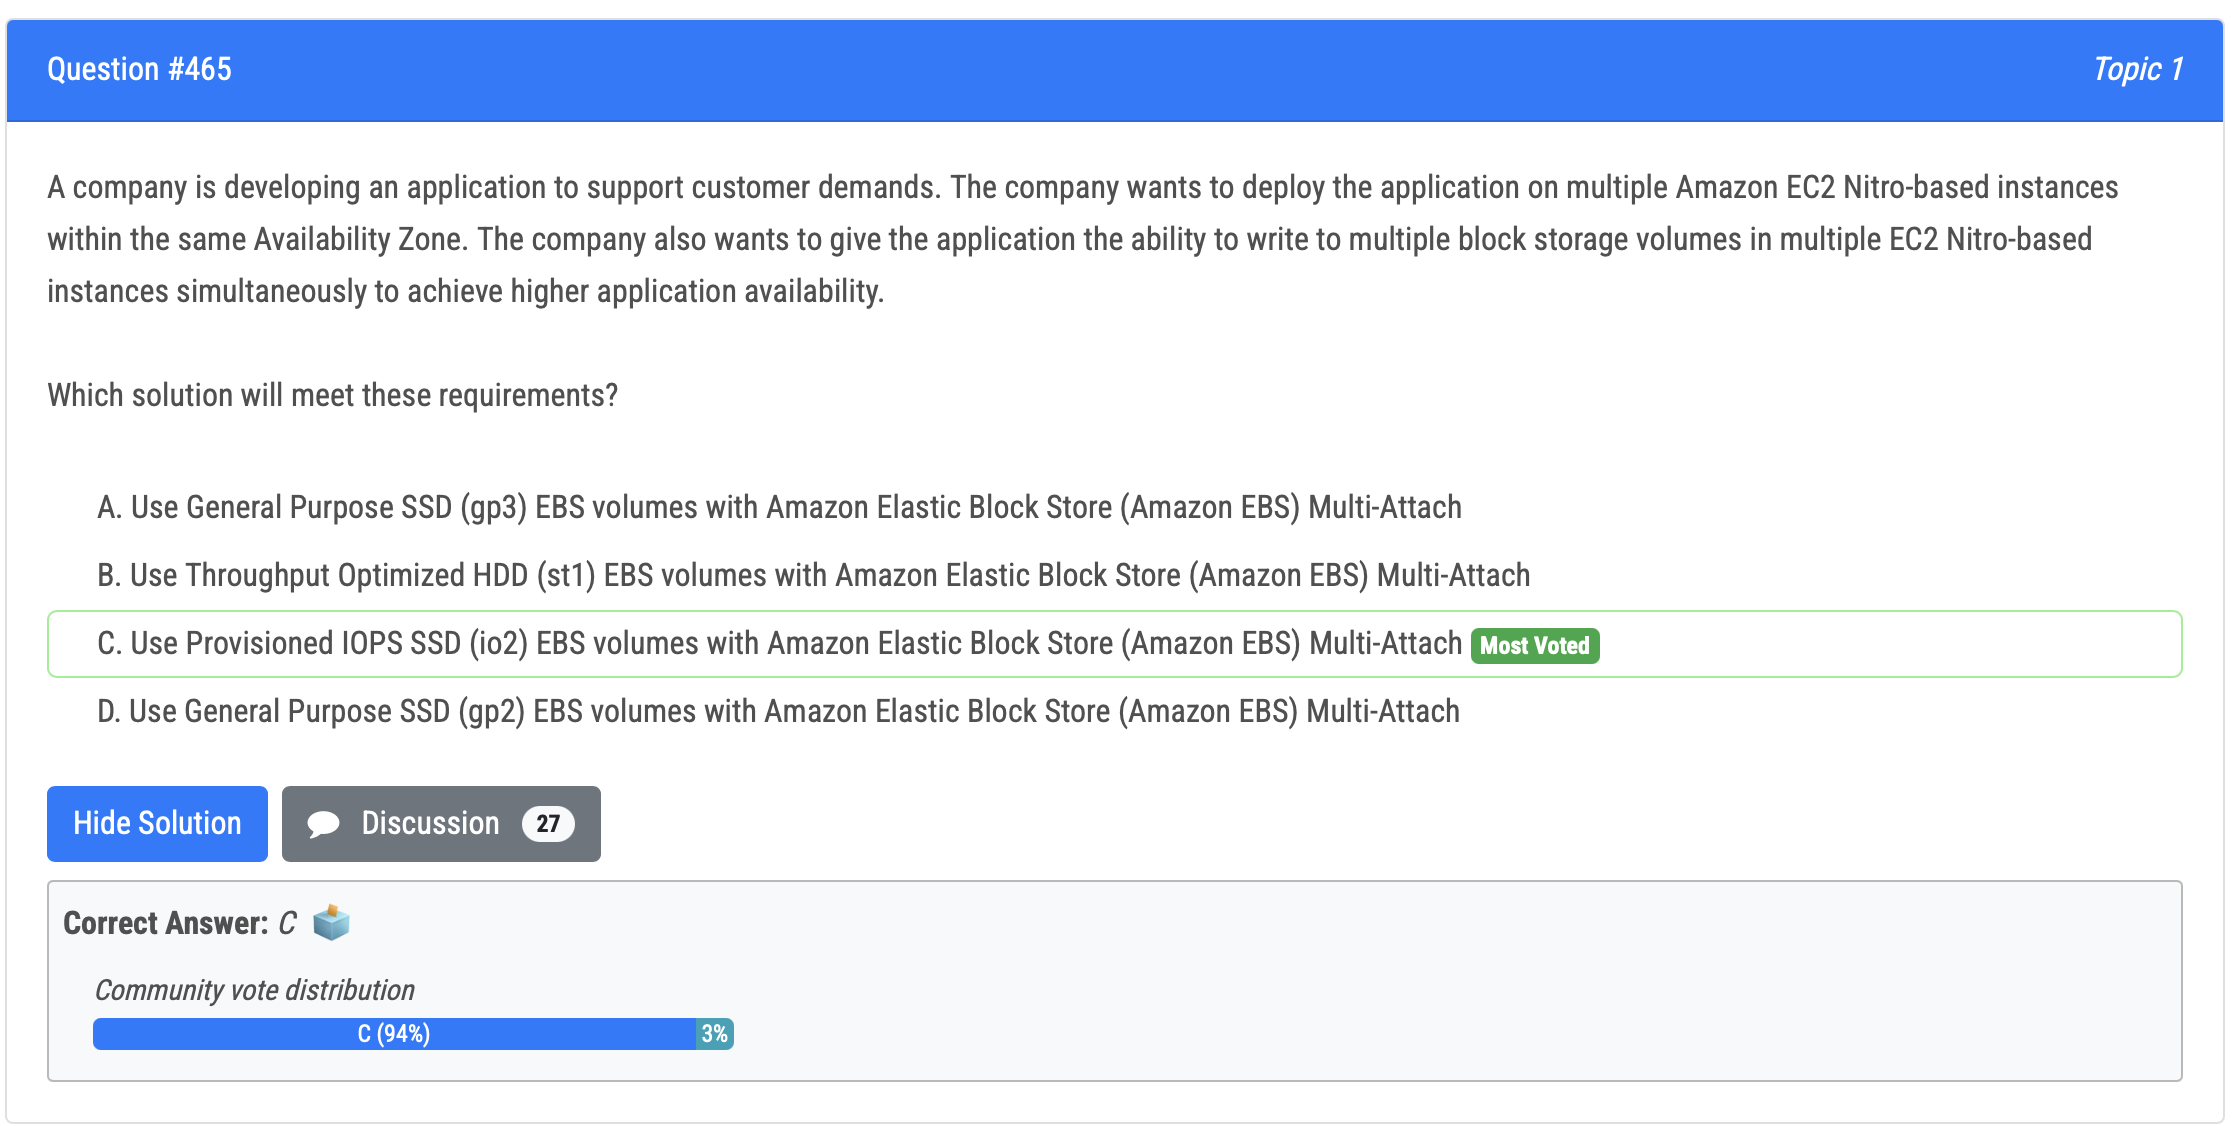 Question #465
Topic 1
A company is developing an application to support customer demands. The company wants to deploy the application on multiple Amazon EC2 Nitro-based instances
within the same Availability Zone. The company also wants to give the application the ability to write to multiple block storage volumes in multiple EC2 Nitro-based
instances simultaneously to achieve higher application availability.
Which solution will meet these requirements?
A. Use General Purpose SSD (gp3) EBS volumes with Amazon Elastic Block Store (Amazon EBS) Multi-Attach
B. Use Throughput Optimized HDD (st1) EBS volumes with Amazon Elastic Block Store (Amazon EBS) Multi-Attach
C. Use Provisioned IOPS SSD (io2) EBS volumes with Amazon Elastic Block Store (Amazon EBS) Multi-Attach Most Voted
D. Use General Purpose SSD (gp2) EBS volumes with Amazon Elastic Block Store (Amazon EBS) Multi-Attach
Hide Solution
Discussion 27
Correct Answer: C
Community vote distribution
C (94%)
3%